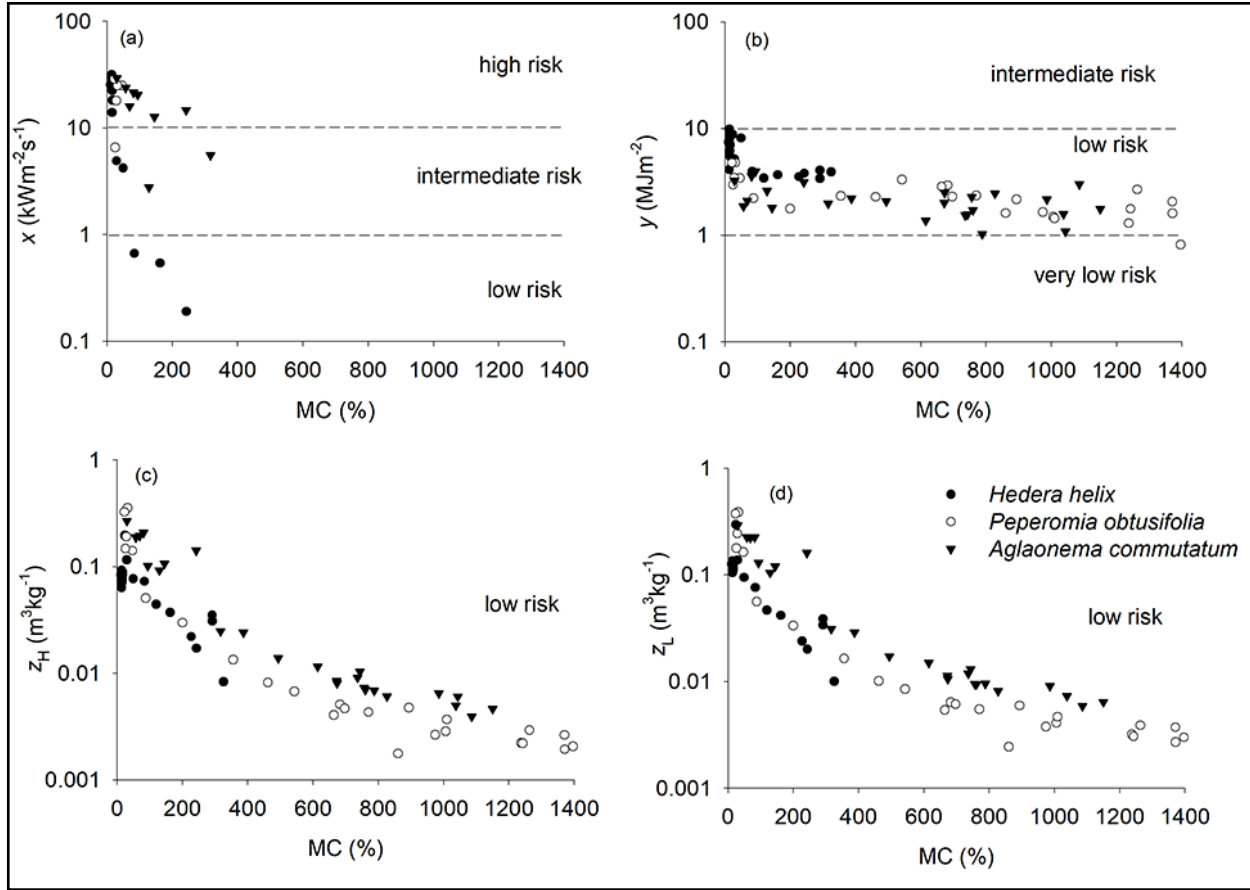 (a)
100
10
1
0.1
x (kWm⁻²s⁻¹)
high risk
intermediate risk
low risk
0 200 400 600 800 1000 1200 1400
MC (%)
(b)
100
10
1
0.1
y (MJm⁻²)
intermediate risk
low risk
very low risk
0 200 400 600 800 1000 1200 1400
MC (%)
(c)
1
0.1
0.01
0.001
z_H (m³kg⁻¹)
low risk
0 200 400 600 800 1000 1200 1400
MC (%)
(d)
1
0.1
0.01
0.001
z_L (m³kg⁻¹)
Hedera helix
Peperomia obtusifolia
Aglaonema commutatum
low risk
0 200 400 600 800 1000 1200 1400
MC (%)